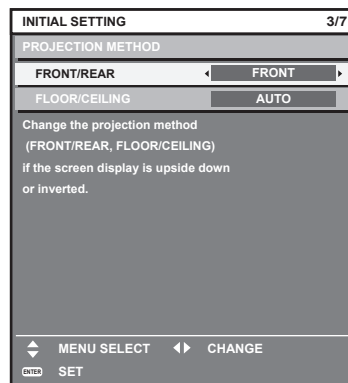 INITIAL SETTING 3/7
PROJECTION METHOD
FRONT/REAR FRONT
FLOOR/CEILING AUTO
Change the projection method
(FRONT/REAR, FLOOR/CEILING)
if the screen display is upside down
or inverted.
MENU SELECT CHANGE
ENTER SET